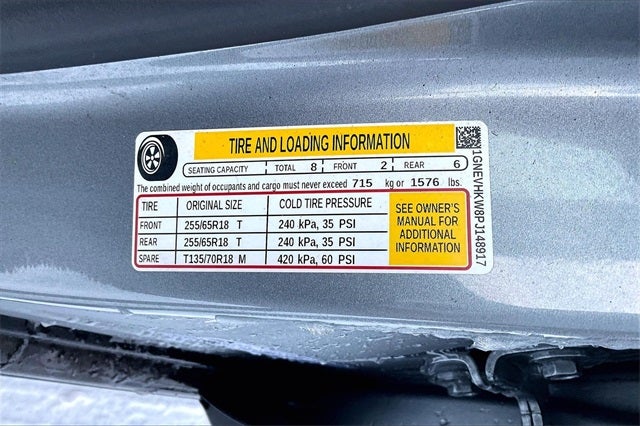 TIRE AND LOADING INFORMATION
SEATING CAPACITY TOTAL 8 FRONT 2 REAR 6
The combined weight of occupants and cargo must never exceed 715 kg or 1576 lbs.
TIRE ORIGINAL SIZE COLD TIRE PRESSURE
FRONT 255/65R18 T 240 kPa, 35 PSI
REAR 255/65R18 T 240 kPa, 35 PSI
SPARE T135/70R18 M 420 kPa, 60 PSI
SEE OWNER'S
MANUAL FOR
ADDITIONAL
INFORMATION
1GNEVHKW8PJ148917